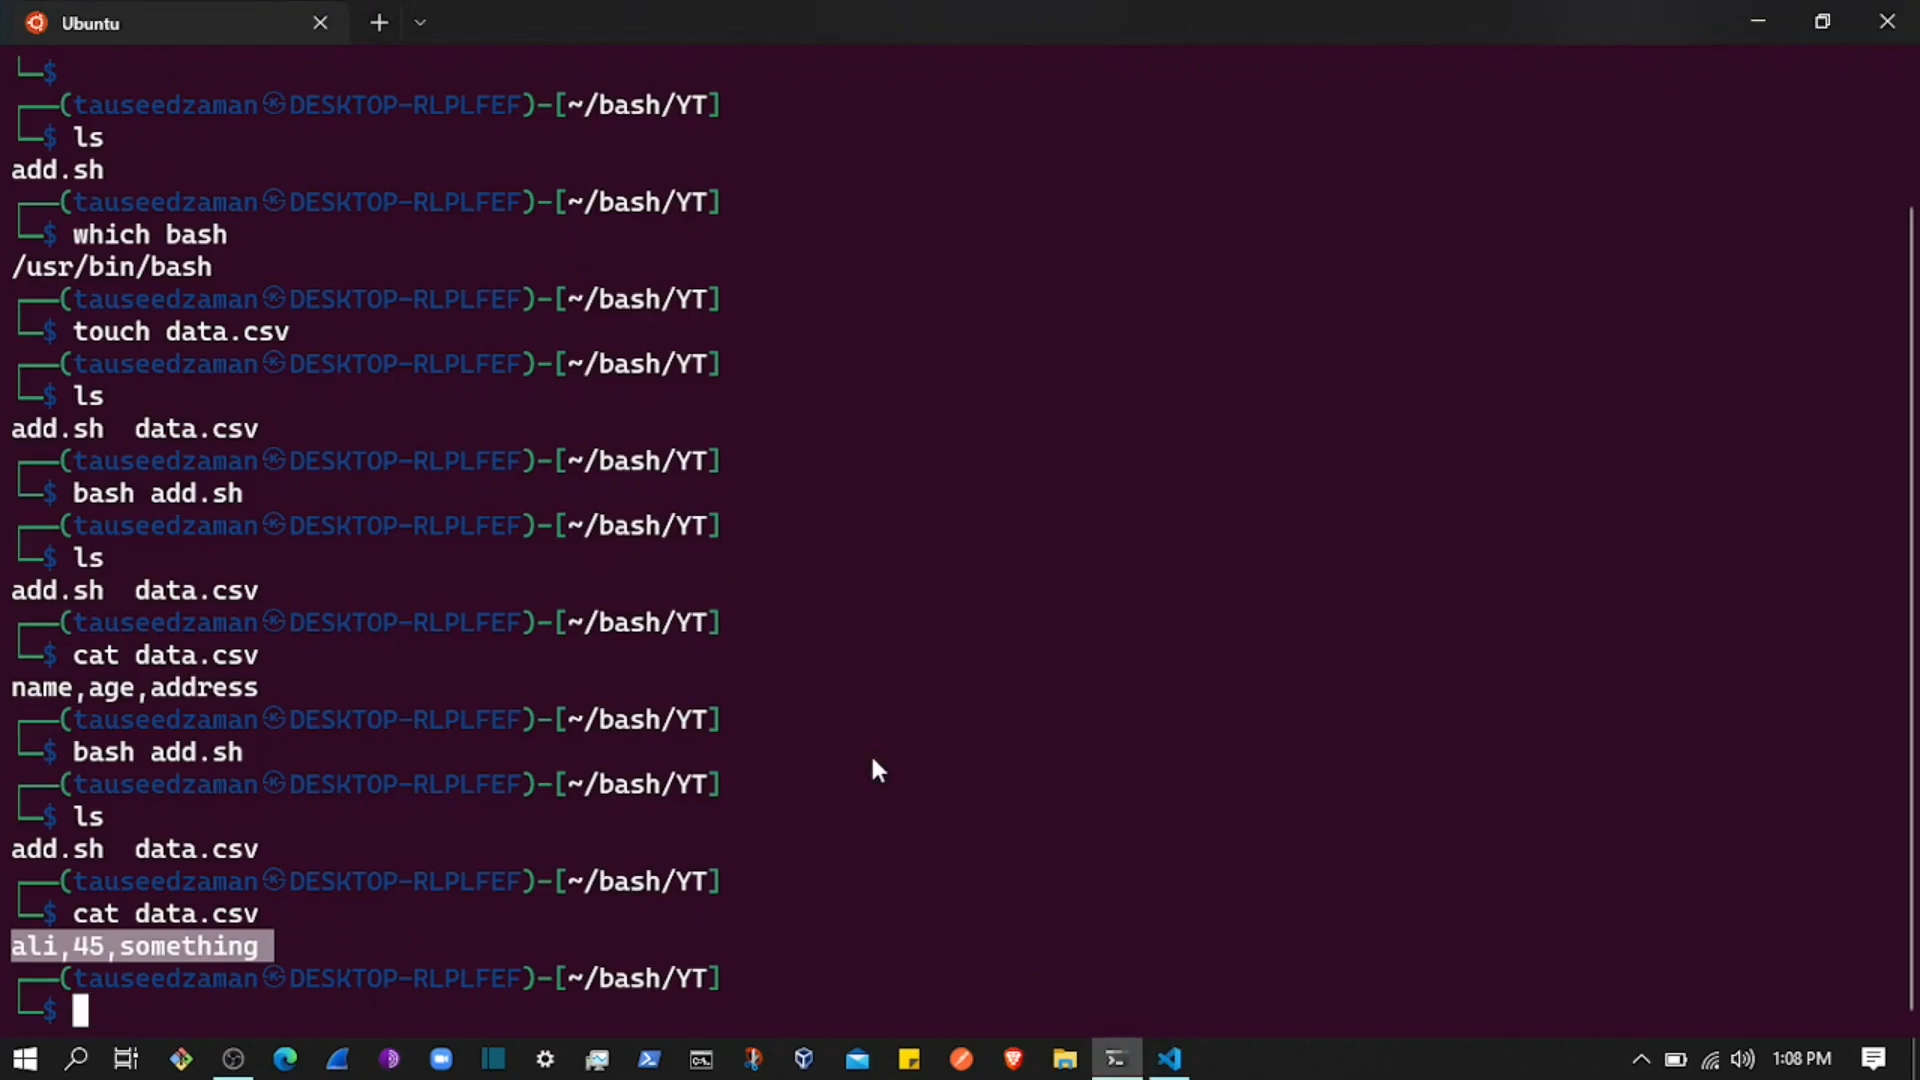 Ubuntu
└─$
┌──(tauseedzaman㉿DESKTOP-RLPLFEF)-[~/bash/YT]
└─$ ls
add.sh
┌──(tauseedzaman㉿DESKTOP-RLPLFEF)-[~/bash/YT]
└─$ which bash
/usr/bin/bash
┌──(tauseedzaman㉿DESKTOP-RLPLFEF)-[~/bash/YT]
└─$ touch data.csv
┌──(tauseedzaman㉿DESKTOP-RLPLFEF)-[~/bash/YT]
└─$ ls
add.sh  data.csv
┌──(tauseedzaman㉿DESKTOP-RLPLFEF)-[~/bash/YT]
└─$ bash add.sh
┌──(tauseedzaman㉿DESKTOP-RLPLFEF)-[~/bash/YT]
└─$ ls
add.sh  data.csv
┌──(tauseedzaman㉿DESKTOP-RLPLFEF)-[~/bash/YT]
└─$ cat data.csv
name,age,address
┌──(tauseedzaman㉿DESKTOP-RLPLFEF)-[~/bash/YT]
└─$ bash add.sh
┌──(tauseedzaman㉿DESKTOP-RLPLFEF)-[~/bash/YT]
└─$ ls
add.sh  data.csv
┌──(tauseedzaman㉿DESKTOP-RLPLFEF)-[~/bash/YT]
└─$ cat data.csv
ali,45,something
┌──(tauseedzaman㉿DESKTOP-RLPLFEF)-[~/bash/YT]
└─$
1:08 PM